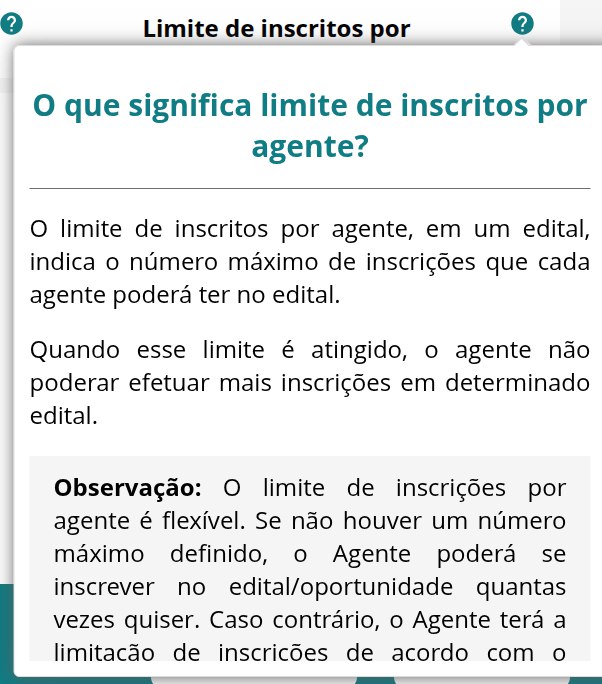 ? Limite de inscritos por ?
O que significa limite de inscritos por
agente?
O limite de inscritos por agente, em um edital,
indica o número máximo de inscrições que cada
agente poderá ter no edital.
Quando esse limite é atingido, o agente não
poderar efetuar mais inscrições em determinado
edital.
Observação: O limite de inscrições por
agente é flexível. Se não houver um número
máximo definido, o Agente poderá se
inscrever no edital/oportunidade quantas
vezes quiser. Caso contrário, o Agente terá a
limitação de inscrições de acordo com o